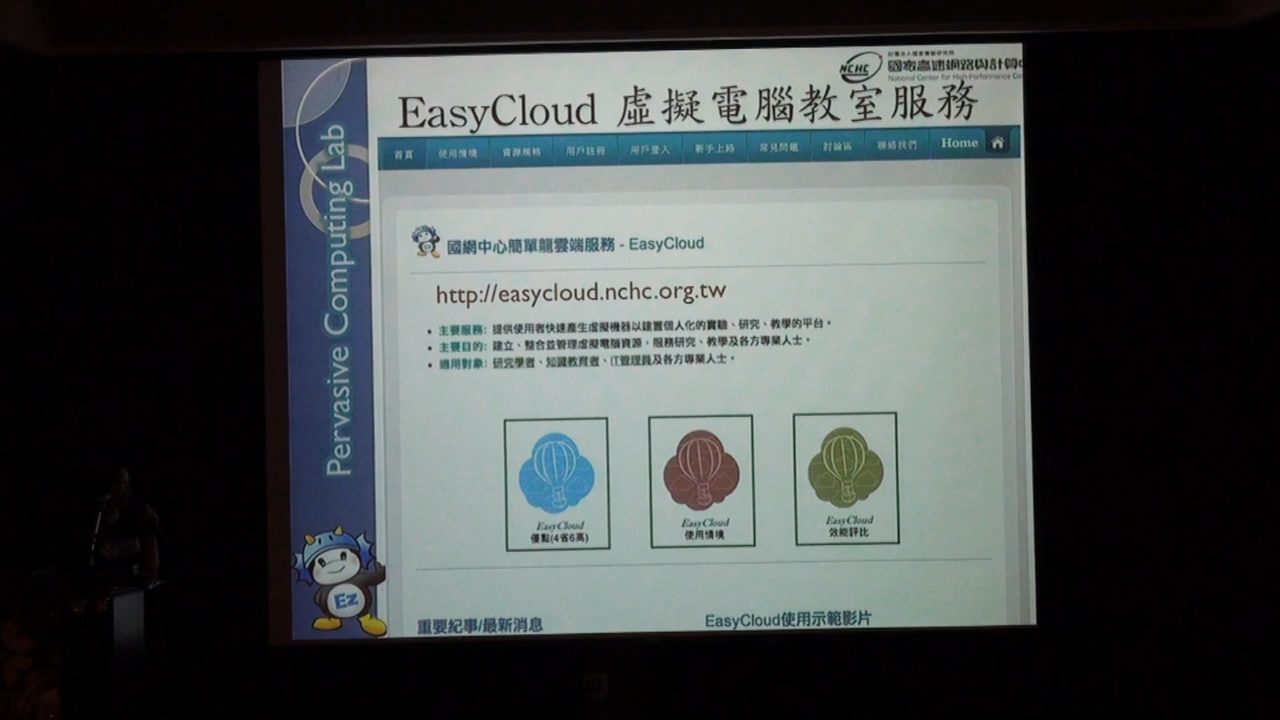 NCHC
財團法人國家實驗研究院
國家高速網路與計算中
National Center for High-Performance Co
EasyCloud 虛擬電腦教室服務
首頁 使用情境 資源規格 用戶註冊 用戶登入 新手上路 常見問題 討論區 聯絡我們 Home
Pervasive Computing Lab
國網中心簡單龍雲端服務 - EasyCloud
http://easycloud.nchc.org.tw
• 主要服務: 提供使用者快速產生虛擬機器以建置個人化的實驗、研究、教學的平台。
• 主要目的: 建立、整合並管理虛擬電腦資源，服務研究、教學及各方專業人士。
• 適用對象: 研究學者、知識教育者、IT管理員及各方專業人士。
EasyCloud
優點(4省6高)
EasyCloud
使用情境
EasyCloud
效能評比
Ez
重要紀事/最新消息
EasyCloud使用示範影片